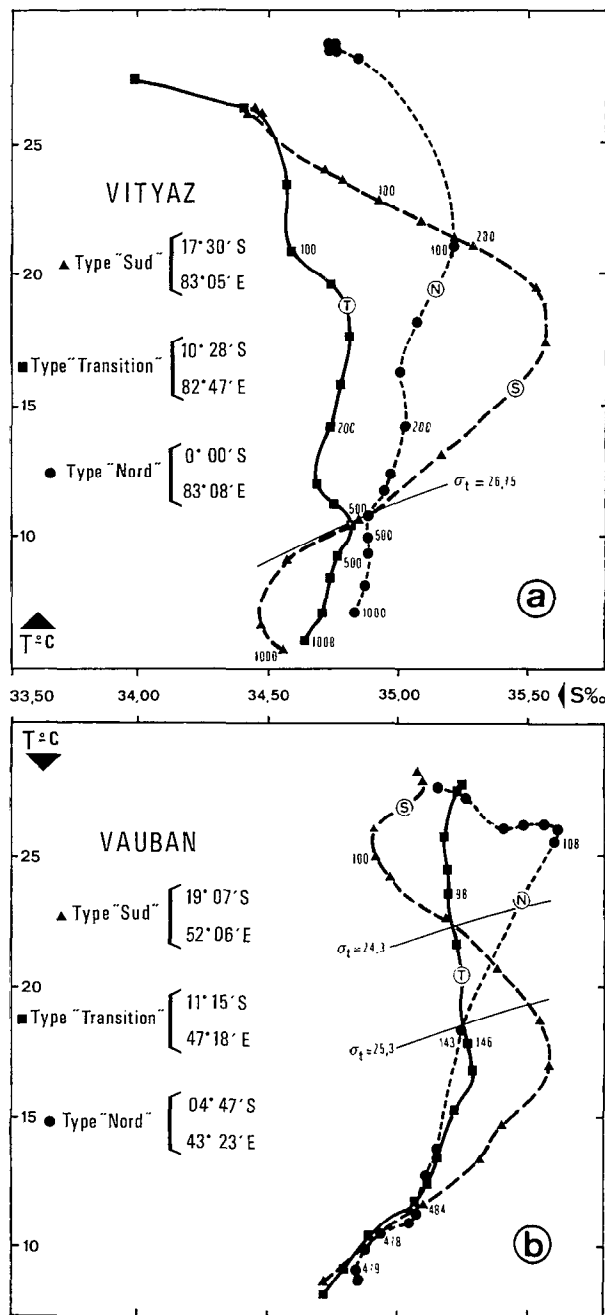 25
20
15
10
VITYAZ
Type "Sud" 17°30' S
83°05' E
Type "Transition" 10°28' S
82°47' E
Type "Nord" 0°00' S
83°08' E
100
200
100
100
T
N
S
200
200
500
500
500
1000
1000
1000
σt = 26,75
a
T°C
33,50 34,00 34,50 35,00 35,50 S‰
T°C
25
20
15
10
VAUBAN
Type "Sud" 19°07' S
52°06' E
Type "Transition" 11°15' S
47°18' E
Type "Nord" 04°47' S
43°23' E
S
100
108
98
N
σt = 24,3
T
σt = 25,3
143 146
484
478
479
b